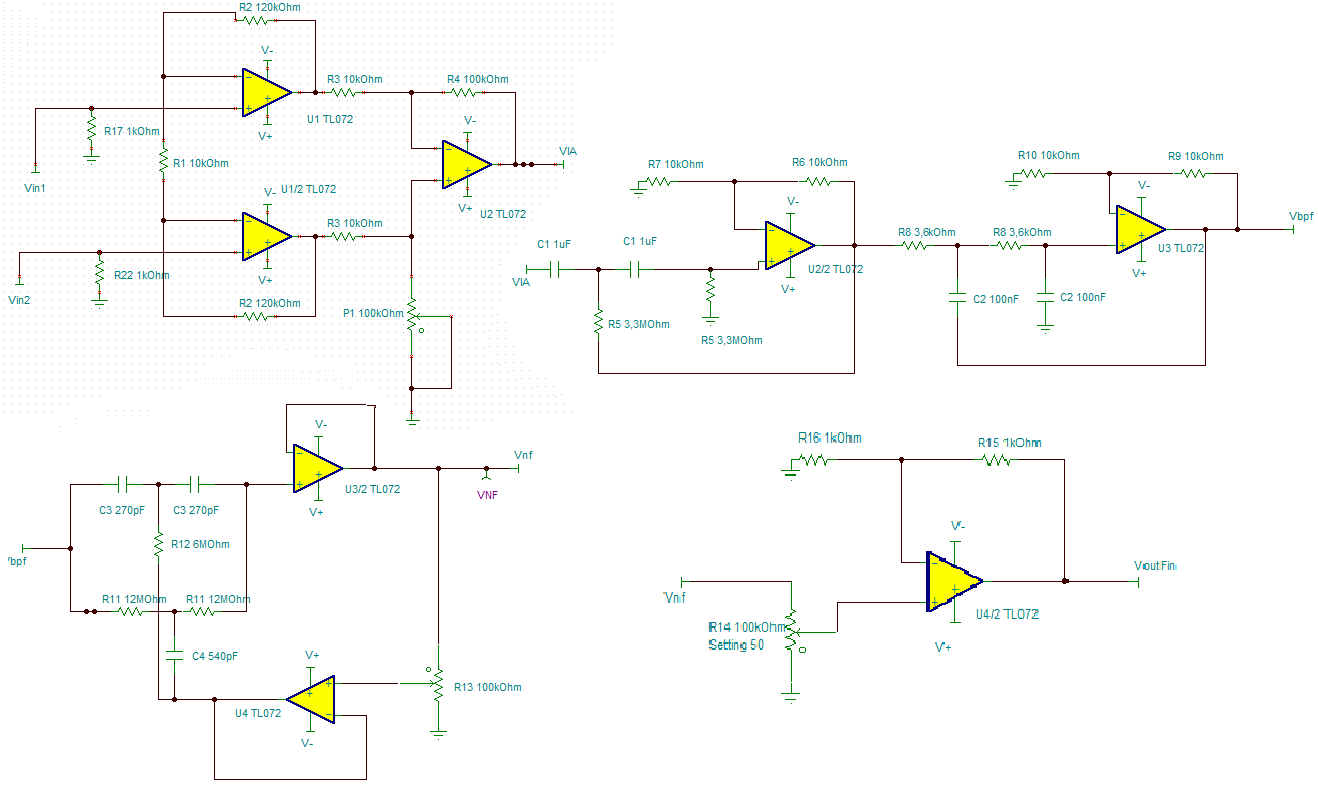 R2 120kOhm
V-
R3 10kOhm
R4 100kOhm
U1 TL072
V+
R17 1kOhm
V-
VIA
R1 10kOhm
Vin1
V- U1/2 TL072
V+
U2 TL072
R3 10kOhm
V+
R22 1kOhm
Vin2
R2 120kOhm
P1 100kOhm
R7 10kOhm
R6 10kOhm
V-
C1 1uF
C1 1uF
VIA
U2/2 TL072
V+
R5 3,3MOhm
R5 3,3MOhm
R10 10kOhm
R9 10kOhm
V-
Vbpf
R8 3,6kOhm
R8 3,6kOhm
U3 TL072
V+
C2 100nF
C2 100nF
V-
Vnf
U3/2 TL072
VNF
V+
C3 270pF
C3 270pF
R12 6MOhm
bpf
R11 12MOhm
R11 12MOhm
C4 540pF
V+
R13 100kOhm
U4 TL072
V-
R16 1kOhm
R15 1kOhm
V-
VoutFin
Vnf
R14 100kOhm
Setting 50
U4/2 TL072
V+